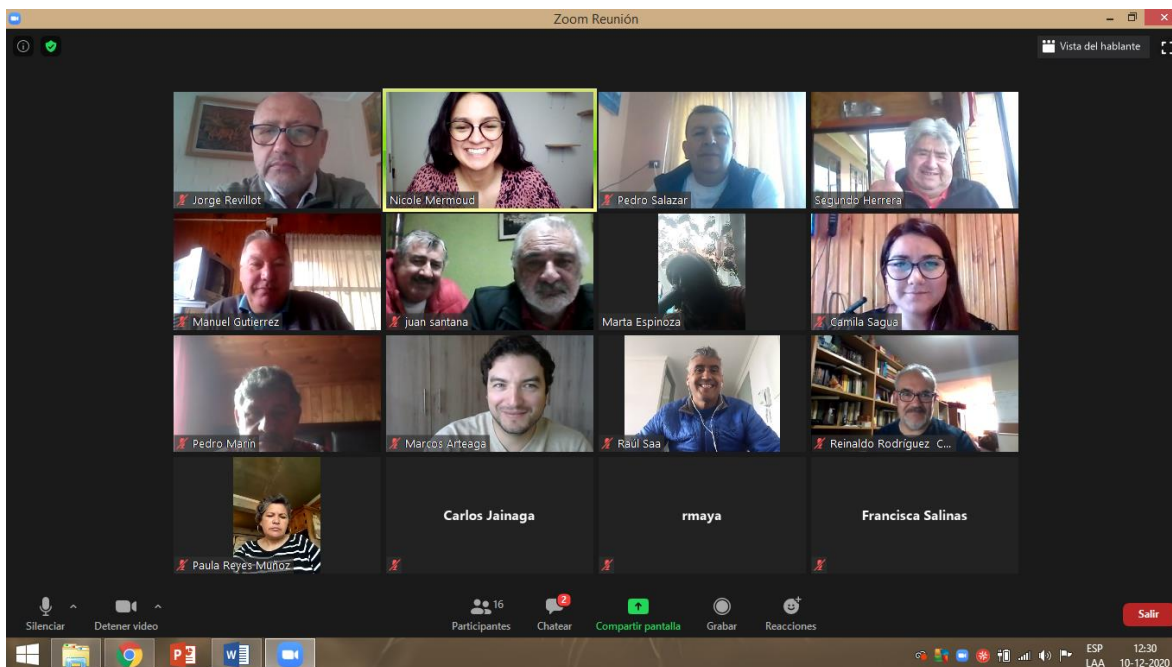 Zoom Reunión
Vista del hablante
Jorge Revillot
Nicole Mermoud
Pedro Salazar
Segundo Herrera
Manuel Gutierrez
juan santana
Marta Espinoza
Camila Sagua
Pedro Marín
Marcos Arteaga
Raúl Saa
Reinaldo Rodríguez C...
Paula Reyes Muñoz
Carlos Jainaga
rmaya
Francisca Salinas
Silenciar
Detener video
16
Participantes
2
Chatear
Compartir pantalla
Grabar
Reacciones
Salir
ESP 12:30
LAA 10-12-2020